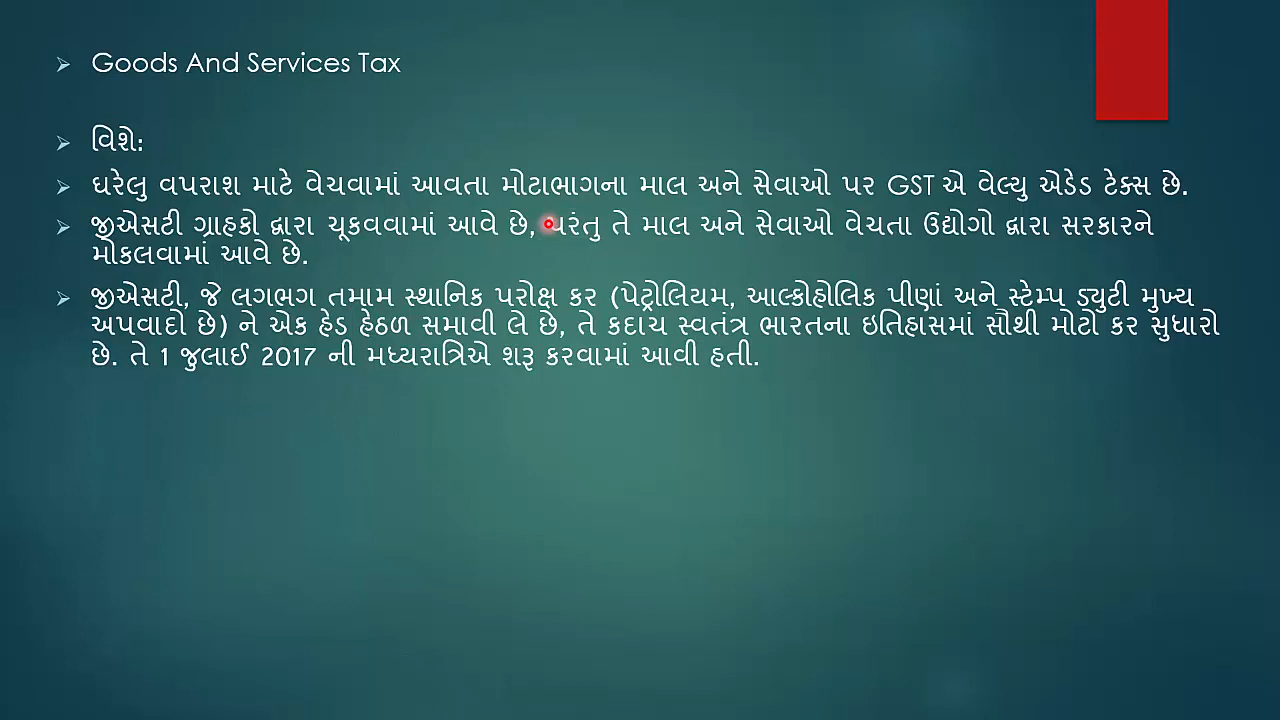 Goods And Services Tax
વિશે:
ઘરેલુ વપરાશ માટે વેચવામાં આવતા મોટાભાગના માલ અને સેવાઓ પર GST એ વેલ્યુ એડેડ ટેક્સ છે.
જીએસટી ગ્રાહકો દ્વારા ચૂકવવામાં આવે છે, પરંતુ તે માલ અને સેવાઓ વેચતા ઉદ્યોગો દ્વારા સરકારને
મોકલવામાં આવે છે.
જીએસટી, જે લગભગ તમામ સ્થાનિક પરોક્ષ કર (પેટ્રોલિયમ, આલ્કોહોલિક પીણાં અને સ્ટેમ્પ ડ્યુટી મુખ્ય
અપવાદો છે) ને એક હેડ હેઠળ સમાવી લે છે, તે કદાચ સ્વતંત્ર ભારતના ઇતિહાસમાં સૌથી મોટો કર સુધારો
છે. તે 1 જુલાઈ 2017 ની મધ્યરાત્રિએ શરૂ કરવામાં આવી હતી.